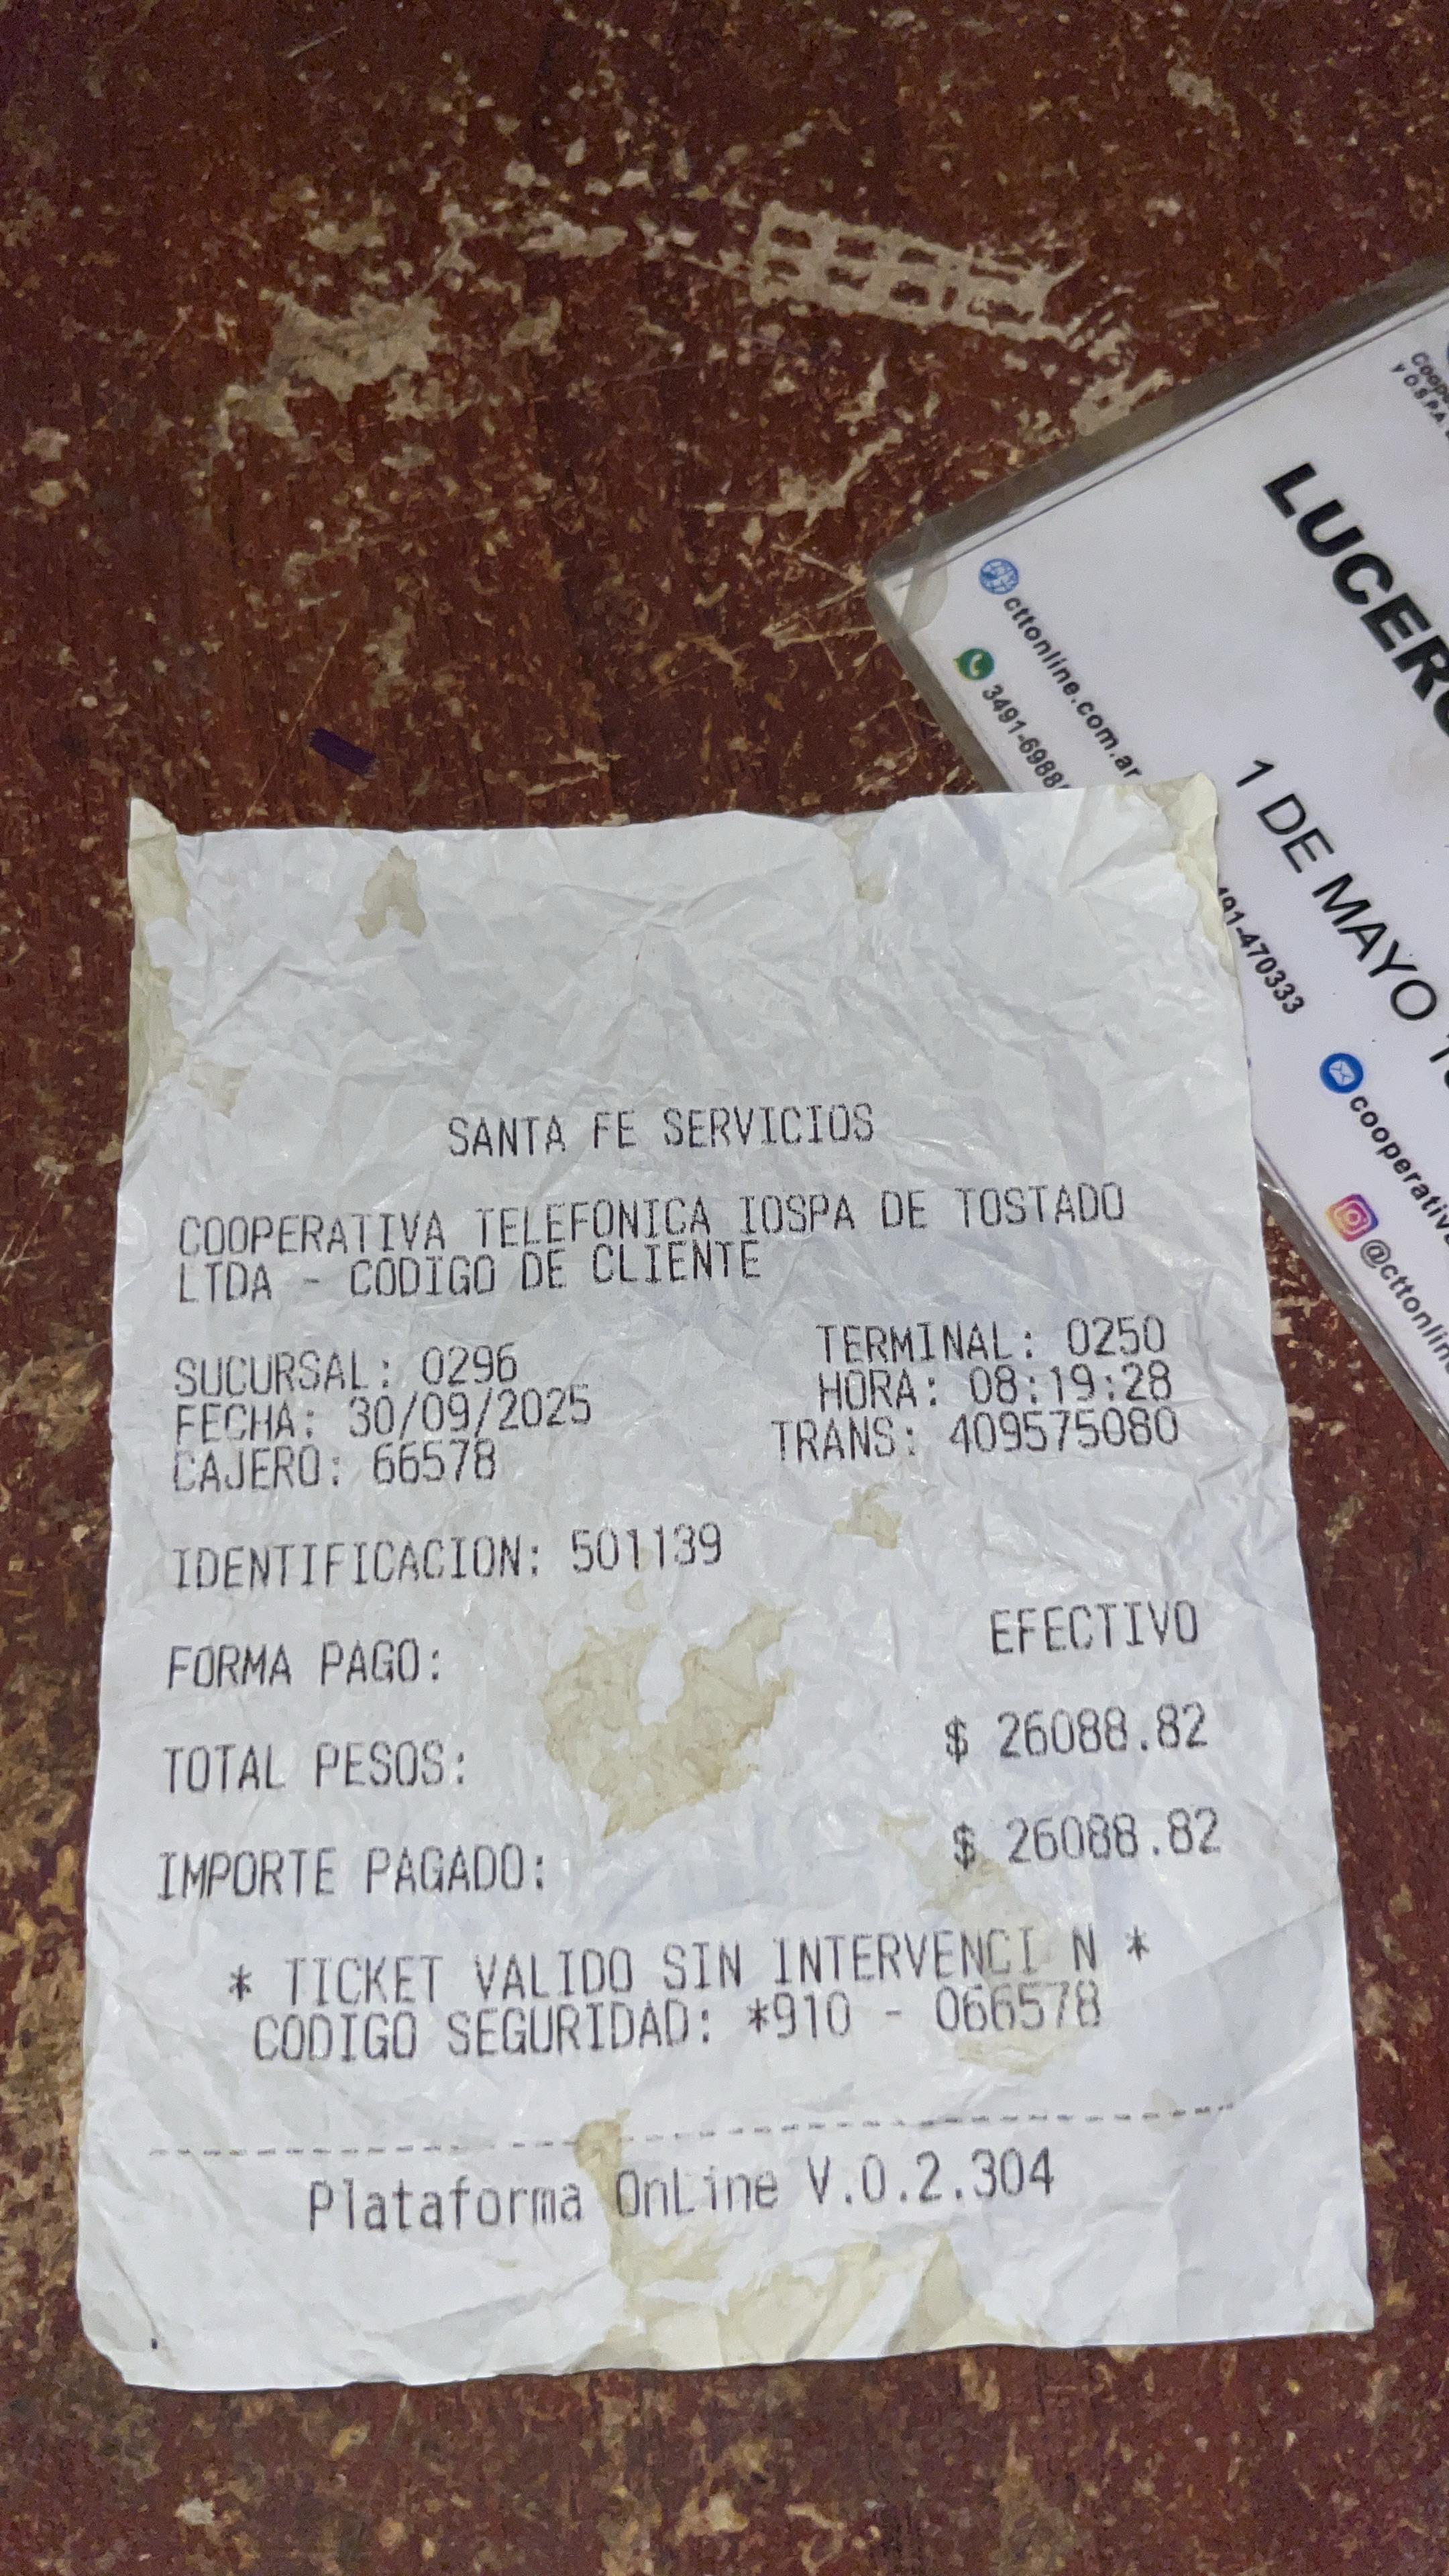 LUCERO
1 DE MAYO
cttonline.com.ar
SANTA FE SERVICIOS
COOPERATIVA TELEFONICA IOSPA DE TOSTADO
LTDA - CODIGO DE CLIENTE
SUCURSAL: 0296 TERMINAL: 0250
FECHA: 30/09/2025 HORA: 08:19:28
CAJERO: 66578 TRANS: 409575080
IDENTIFICACION: 501139
FORMA PAGO: EFECTIVO
TOTAL PESOS: $ 26088.82
IMPORTE PAGADO: $ 26088.82
* TICKET VALIDO SIN INTERVENCI N *
CODIGO SEGURIDAD: *910 - 066578
Plataforma OnLine V.0.2.304